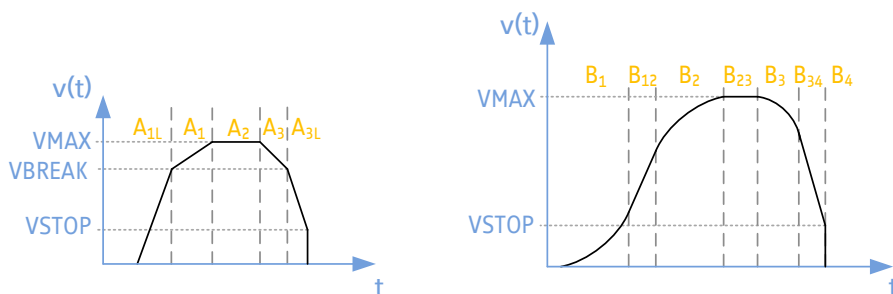 v(t)
A1L A1 A2 A3 A3L
VMAX
VBREAK
VSTOP
t
v(t)
B1 B12 B2 B23 B3 B34 B4
VMAX
VSTOP
t